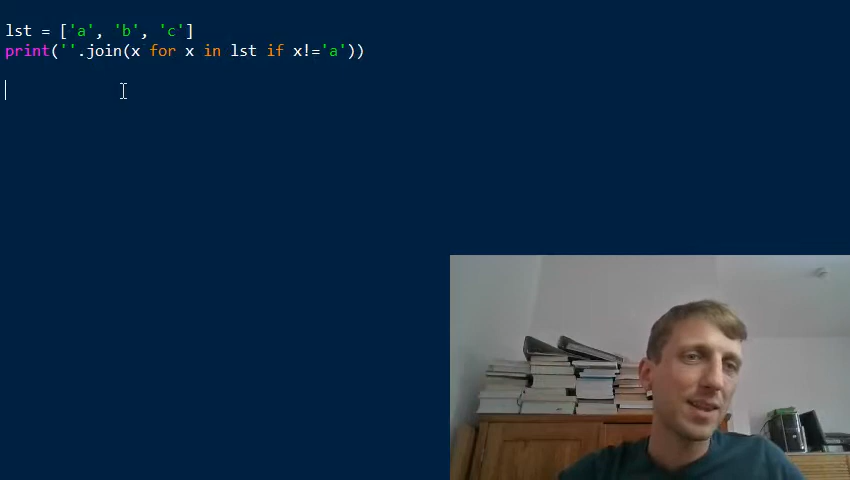 lst = ['a', 'b', 'c']
print(''.join(x for x in lst if x!='a'))